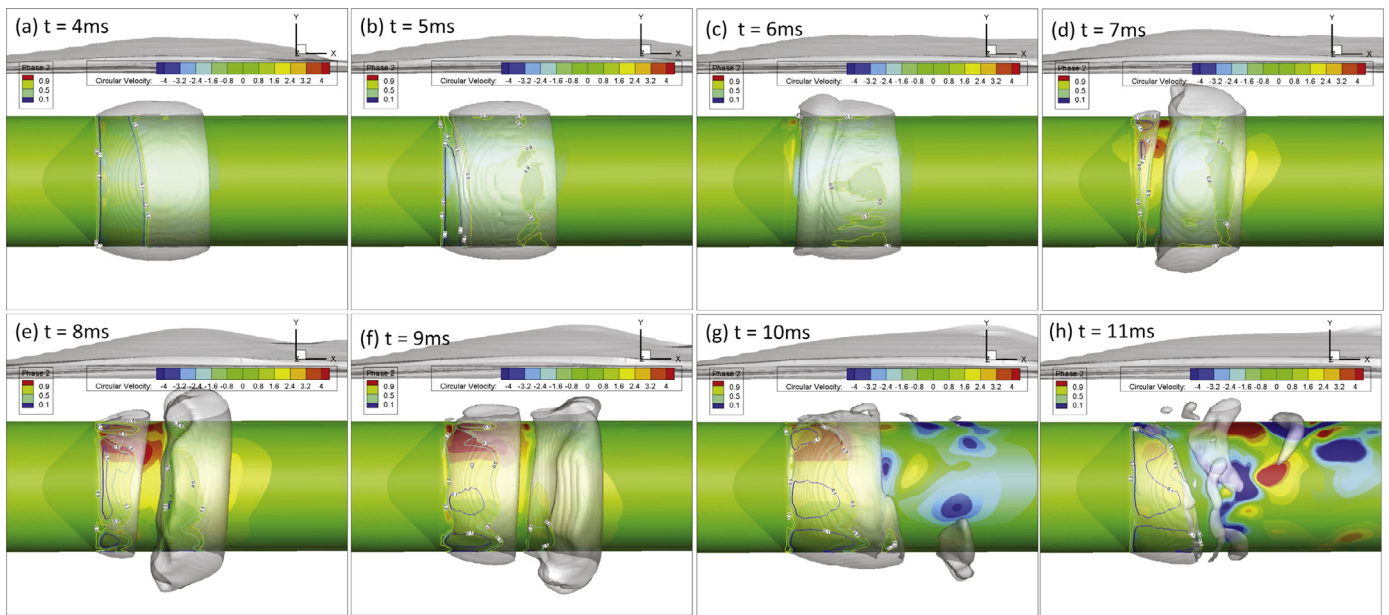 (a) t = 4ms
Y
Z X
Phase 2
0.9
0.5
0.1
Circular Velocity: -4 -3.2 -2.4 -1.6 -0.8 0 0.8 1.6 2.4 3.2 4
(b) t = 5ms
Y
Z X
Phase 2
0.9
0.5
0.1
Circular Velocity: -4 -3.2 -2.4 -1.6 -0.8 0 0.8 1.6 2.4 3.2 4
(c) t = 6ms
Y
Z X
Phase 2
0.9
0.5
0.1
Circular Velocity: -4 -3.2 -2.4 -1.6 -0.8 0 0.8 1.6 2.4 3.2 4
(d) t = 7ms
Y
Z X
Phase 2
0.9
0.5
0.1
Circular Velocity: -4 -3.2 -2.4 -1.6 -0.8 0 0.8 1.6 2.4 3.2 4
(e) t = 8ms
Y
Z X
Phase 2
0.9
0.5
0.1
Circular Velocity: -4 -3.2 -2.4 -1.6 -0.8 0 0.8 1.6 2.4 3.2 4
(f) t = 9ms
Y
Z X
Phase 2
0.9
0.5
0.1
Circular Velocity: -4 -3.2 -2.4 -1.6 -0.8 0 0.8 1.6 2.4 3.2 4
(g) t = 10ms
Y
Z X
Phase 2
0.9
0.5
0.1
Circular Velocity: -4 -3.2 -2.4 -1.6 -0.8 0 0.8 1.6 2.4 3.2 4
(h) t = 11ms
Y
Z X
Phase 2
0.9
0.5
0.1
Circular Velocity: -4 -3.2 -2.4 -1.6 -0.8 0 0.8 1.6 2.4 3.2 4